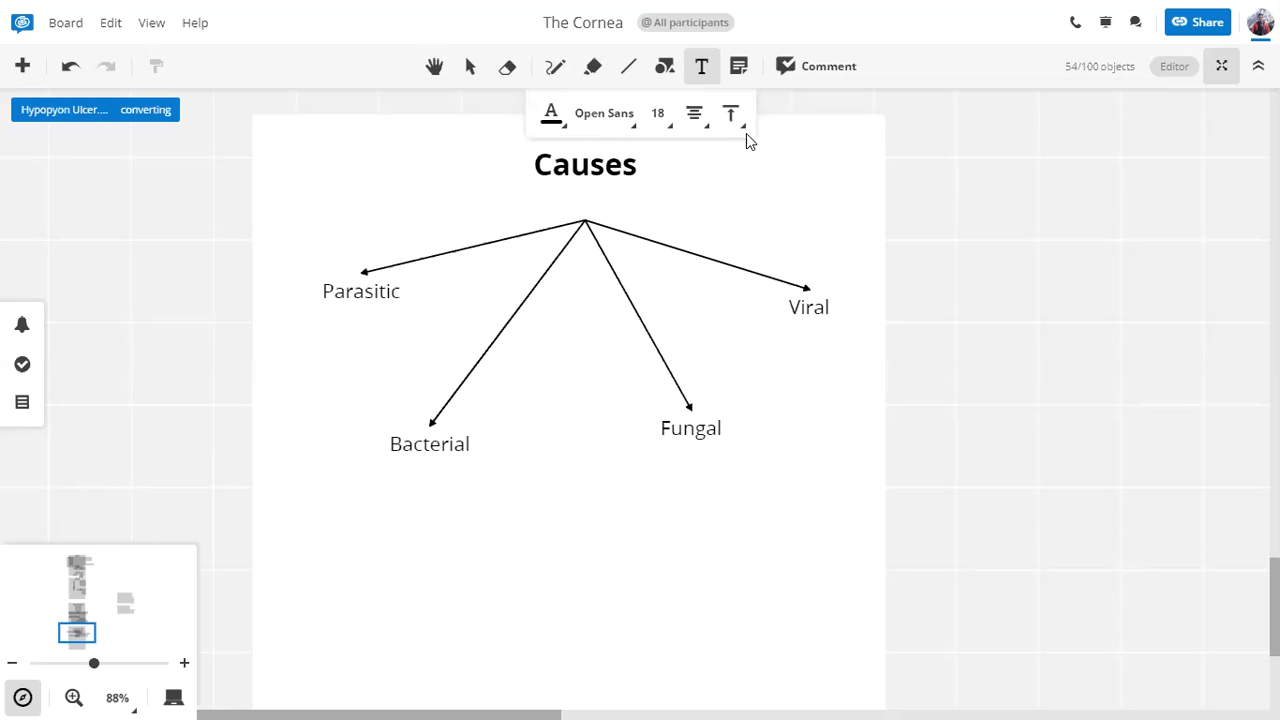 Board Edit View Help The Cornea @ All participants Share
T Comment 54/100 objects Editor
Hypopyon Ulcer.... converting
A Open Sans 18
Causes
Parasitic
Viral
Bacterial
Fungal
88%